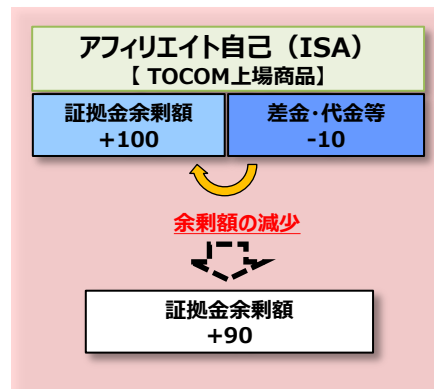 アフィリエイト自己（ISA）
【 TOCOM上場商品】
証拠金余剰額
+100
差金・代金等
-10
余剰額の減少
証拠金余剰額
+90